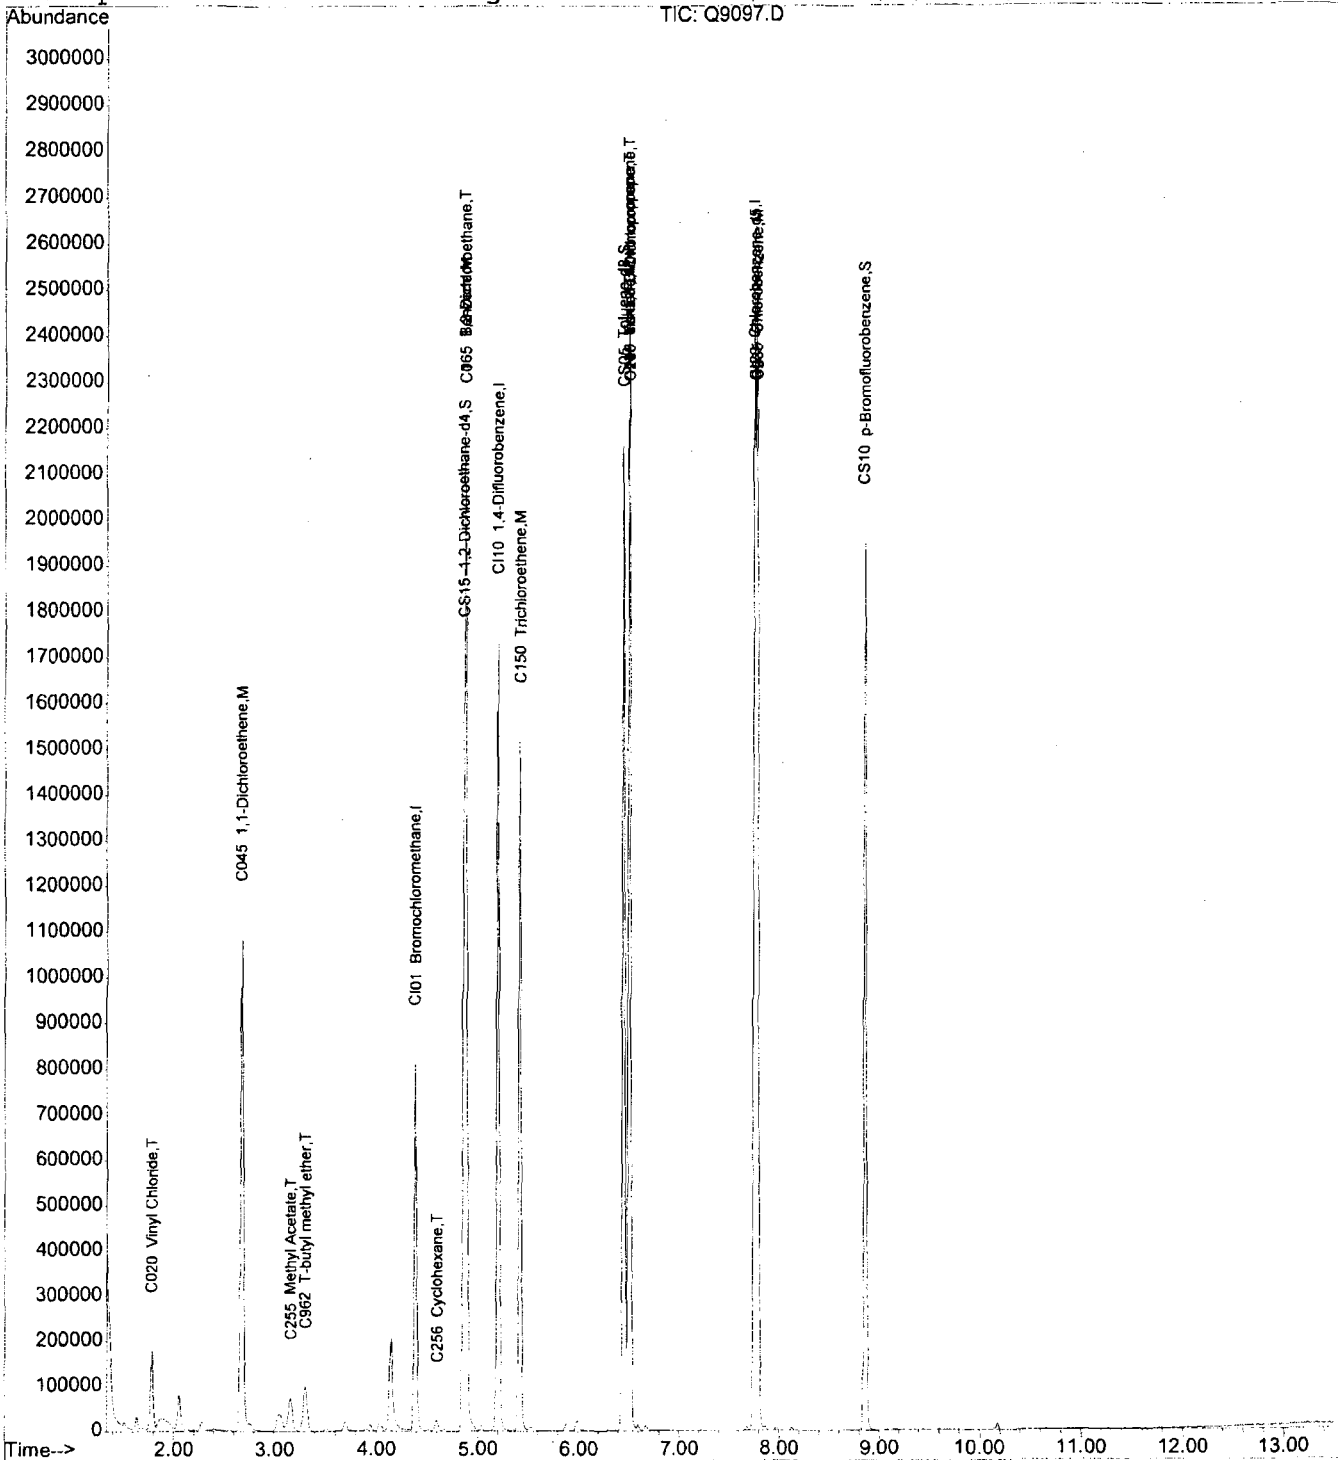 Abundance
TIC: Q9097.D
3000000
2900000
2800000
2700000
2600000
2500000
2400000
2300000
2200000
2100000
2000000
1900000
1800000
1700000
1600000
1500000
1400000
1300000
1200000
1100000
1000000
900000
800000
700000
600000
500000
400000
300000
200000
100000
0
C020 Vinyl Chloride,T
C045 1,1-Dichloroethene,M
C255 Methyl Acetate,T
C962 T-butyl methyl ether,T
CI01 Bromochloromethane,I
C256 Cyclohexane,T
CS15 1,2-Dichloroethane-d4,S
CI10 1,4-Difluorobenzene,I
C150 Trichloroethene,M
CS05 Toluene-d8,S
CS10 p-Bromofluorobenzene,S
Time--> 2.00 3.00 4.00 5.00 6.00 7.00 8.00 9.00 10.00 11.00 12.00 13.00